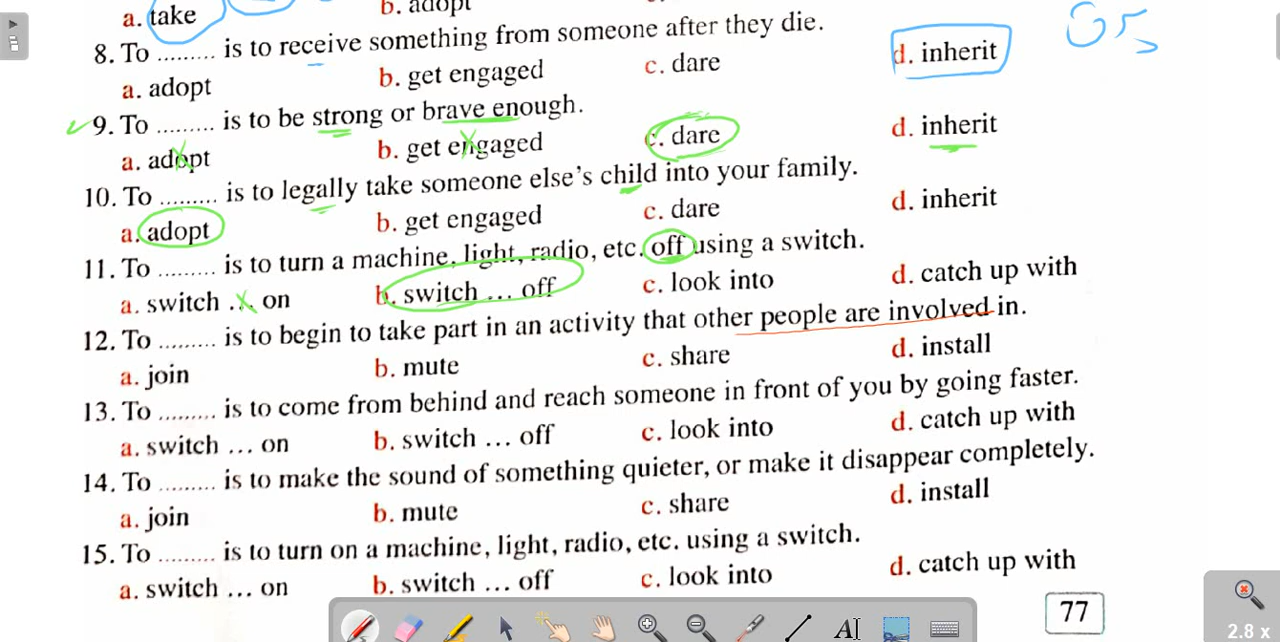 a. take b. adopt
8. To ......... is to receive something from someone after they die.
a. adopt b. get engaged c. dare d. inherit
9. To ......... is to be strong or brave enough.
a. adopt b. get engaged c. dare d. inherit
10. To ......... is to legally take someone else's child into your family.
a. adopt b. get engaged c. dare d. inherit
11. To ......... is to turn a machine, light, radio, etc. off using a switch.
a. switch ... on b. switch ... off c. look into d. catch up with
12. To ......... is to begin to take part in an activity that other people are involved in.
a. join b. mute c. share d. install
13. To ......... is to come from behind and reach someone in front of you by going faster.
a. switch ... on b. switch ... off c. look into d. catch up with
14. To ......... is to make the sound of something quieter, or make it disappear completely.
a. join b. mute c. share d. install
15. To ......... is to turn on a machine, light, radio, etc. using a switch.
a. switch ... on b. switch ... off c. look into d. catch up with
77
2.8 x